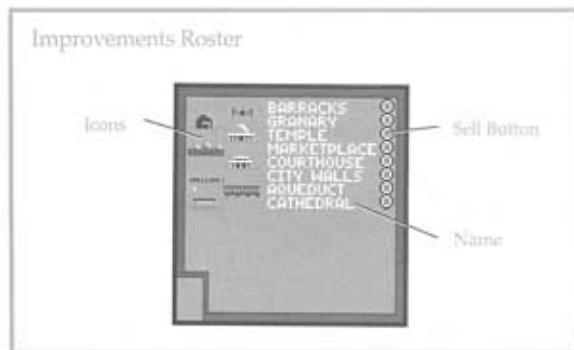 Improvements Roster
BARRACKS
GRANARY
Icons
TEMPLE
Sell Button
MARKETPLACE
COURTHOUSE
CITY WALLS
AQUEDUCT
CATHEDRAL
Name